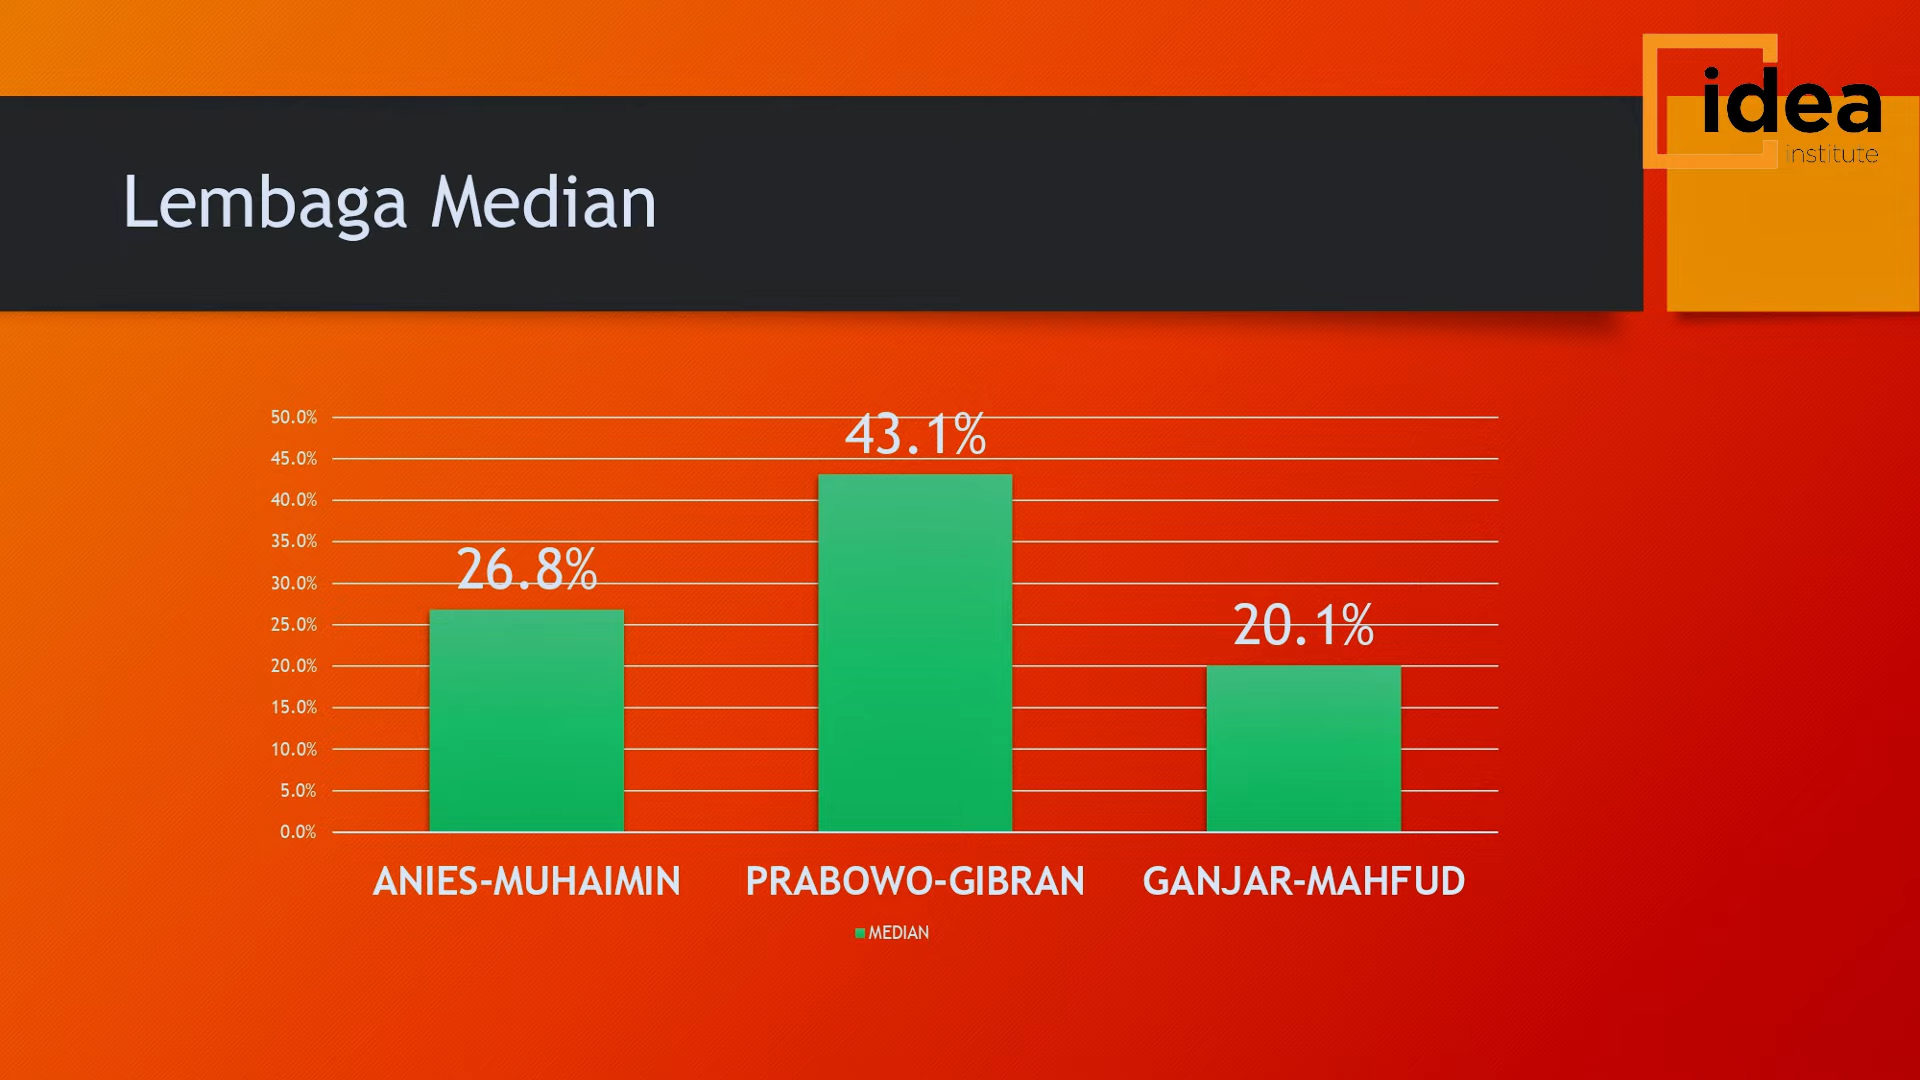 idea
institute
Lembaga Median
50.0%
45.0%
40.0%
35.0%
30.0%
25.0%
20.0%
15.0%
10.0%
5.0%
0.0%
26.8%
43.1%
20.1%
ANIES-MUHAIMIN
PRABOWO-GIBRAN
GANJAR-MAHFUD
MEDIAN